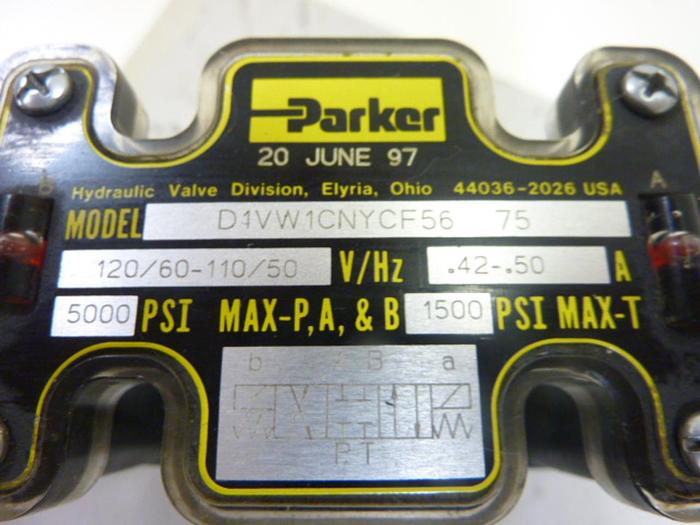 Parker
20 JUNE 97
Hydraulic Valve Division, Elyria, Ohio 44036-2026 USA
b A
MODEL D1VW1CNYCF56 75
120/60-110/50 V/Hz .42-.50 A
5000 PSI MAX-P, A, & B 1500 PSI MAX-T
b A B a
P T